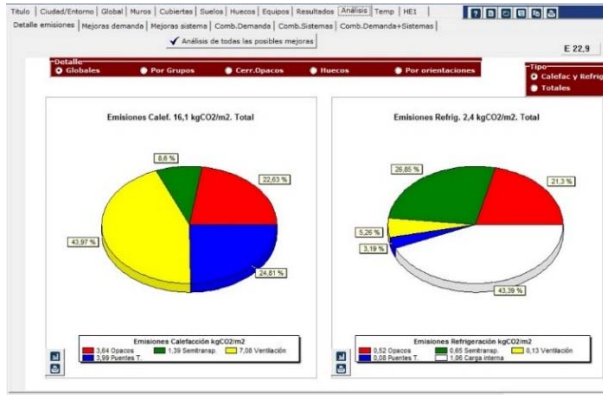 Título | Ciudad/Entorno | Global | Muros | Cubiertas | Suelos | Huecos | Equipos | Resultados | Análisis | Temp | HE1 |
Detalle emisiones | Mejoras demanda | Mejoras sistema | Comb.Demanda | Comb.Sistemas | Comb.Demanda+Sistemas |
Análisis de todas las posibles mejoras
E 22,9
Detalle
Globales Por Grupos Cerr.Opacos Huecos Por orientaciones
Tipo
Calefac y Refrig
Totales
Emisiones Calef. 16,1 kgCO2/m2. Total
8,6 %
22,63 %
43,97 %
24,81 %
Emisiones Calefacción kgCO2/m2
3,64 Opacos 1,39 Semitransp. 7,08 Ventilación
3,99 Puentes T.
Emisiones Refrig. 2,4 kgCO2/m2. Total
26,85 %
21,3 %
5,26 %
3,19 %
43,39 %
Emisiones Refrigeración kgCO2/m2
0,52 Opacos 0,65 Semitransp. 0,13 Ventilación
0,08 Puentes T. 1,06 Carga interna